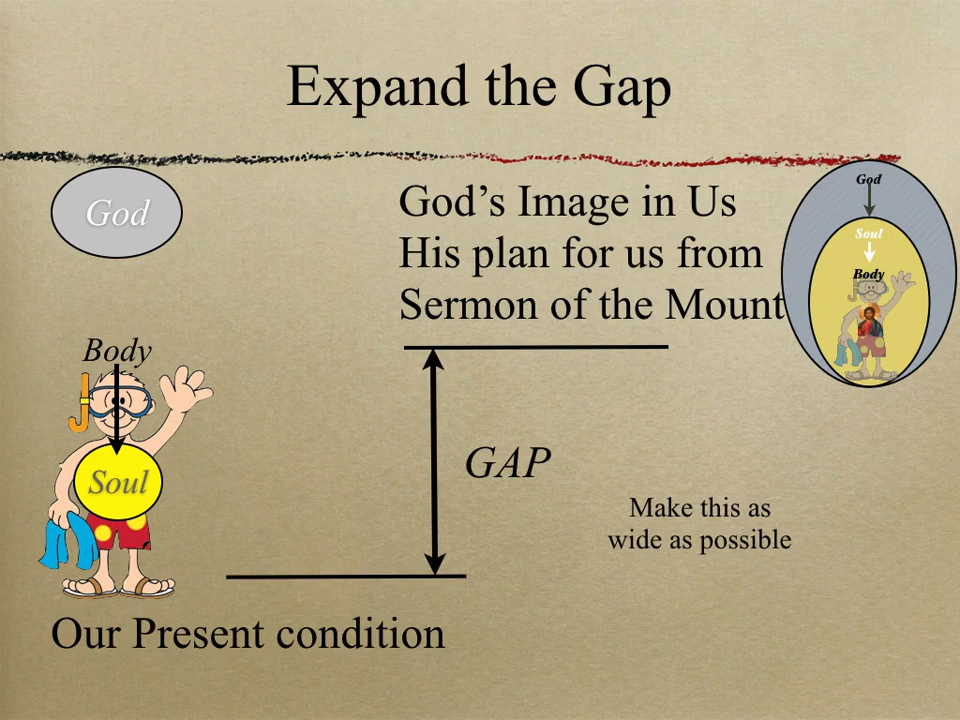 Expand the Gap
God
God's Image in Us
His plan for us from
Sermon of the Mount
God
Soul
Body
Body
Soul
GAP
Make this as
wide as possible
Our Present condition